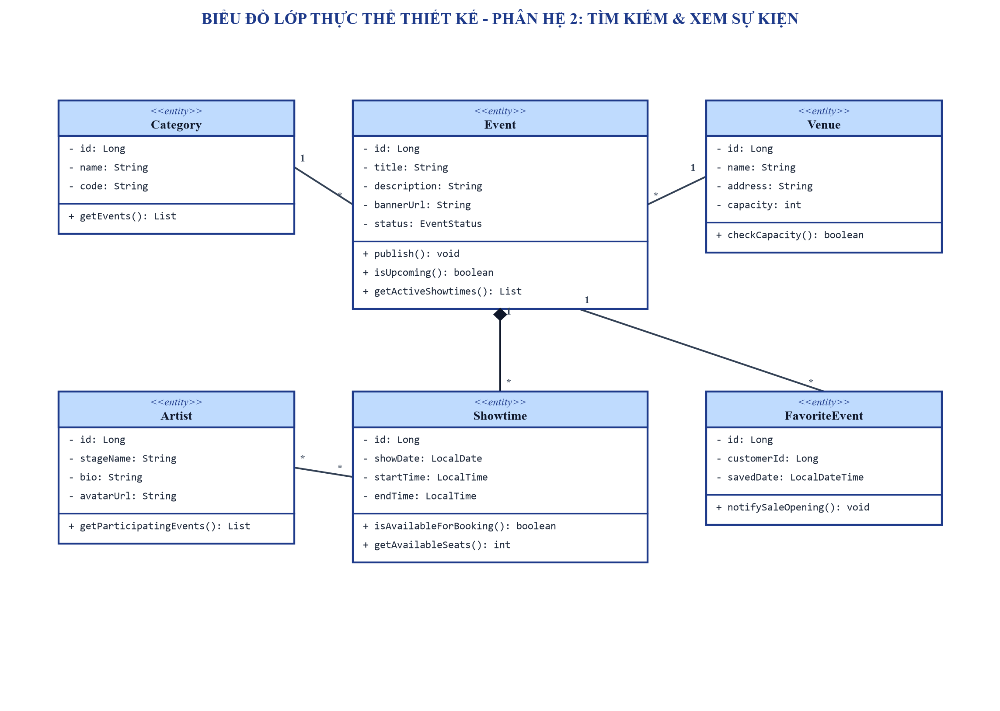 BIỂU ĐỒ LỚP THỰC THỂ THIẾT KẾ - PHÂN HỆ 2: TÌM KIẾM & XEM SỰ KIỆN
<<entity>>
Category
- id: Long
- name: String
- code: String
+ getEvents(): List
1
*
<<entity>>
Event
- id: Long
- title: String
- description: String
- bannerUrl: String
- status: EventStatus
+ publish(): void
+ isUpcoming(): boolean
+ getActiveShowtimes(): List
1
*
<<entity>>
Venue
- id: Long
- name: String
- address: String
- capacity: int
+ checkCapacity(): boolean
1
1
*
*
<<entity>>
Artist
- id: Long
- stageName: String
- bio: String
- avatarUrl: String
+ getParticipatingEvents(): List
*
*
<<entity>>
Showtime
- id: Long
- showDate: LocalDate
- startTime: LocalTime
- endTime: LocalTime
+ isAvailableForBooking(): boolean
+ getAvailableSeats(): int
<<entity>>
FavoriteEvent
- id: Long
- customerId: Long
- savedDate: LocalDateTime
+ notifySaleOpening(): void